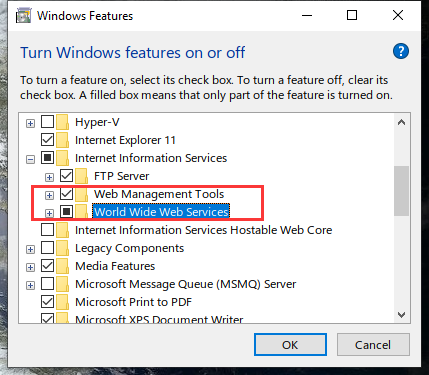 Windows Features
Turn Windows features on or off
?
To turn a feature on, select its check box. To turn a feature off, clear its
check box. A filled box means that only part of the feature is turned on.
Hyper-V
Internet Explorer 11
Internet Information Services
FTP Server
Web Management Tools
World Wide Web Services
Internet Information Services Hostable Web Core
Legacy Components
Media Features
Microsoft Message Queue (MSMQ) Server
Microsoft Print to PDF
Microsoft XPS Document Writer
OK
Cancel